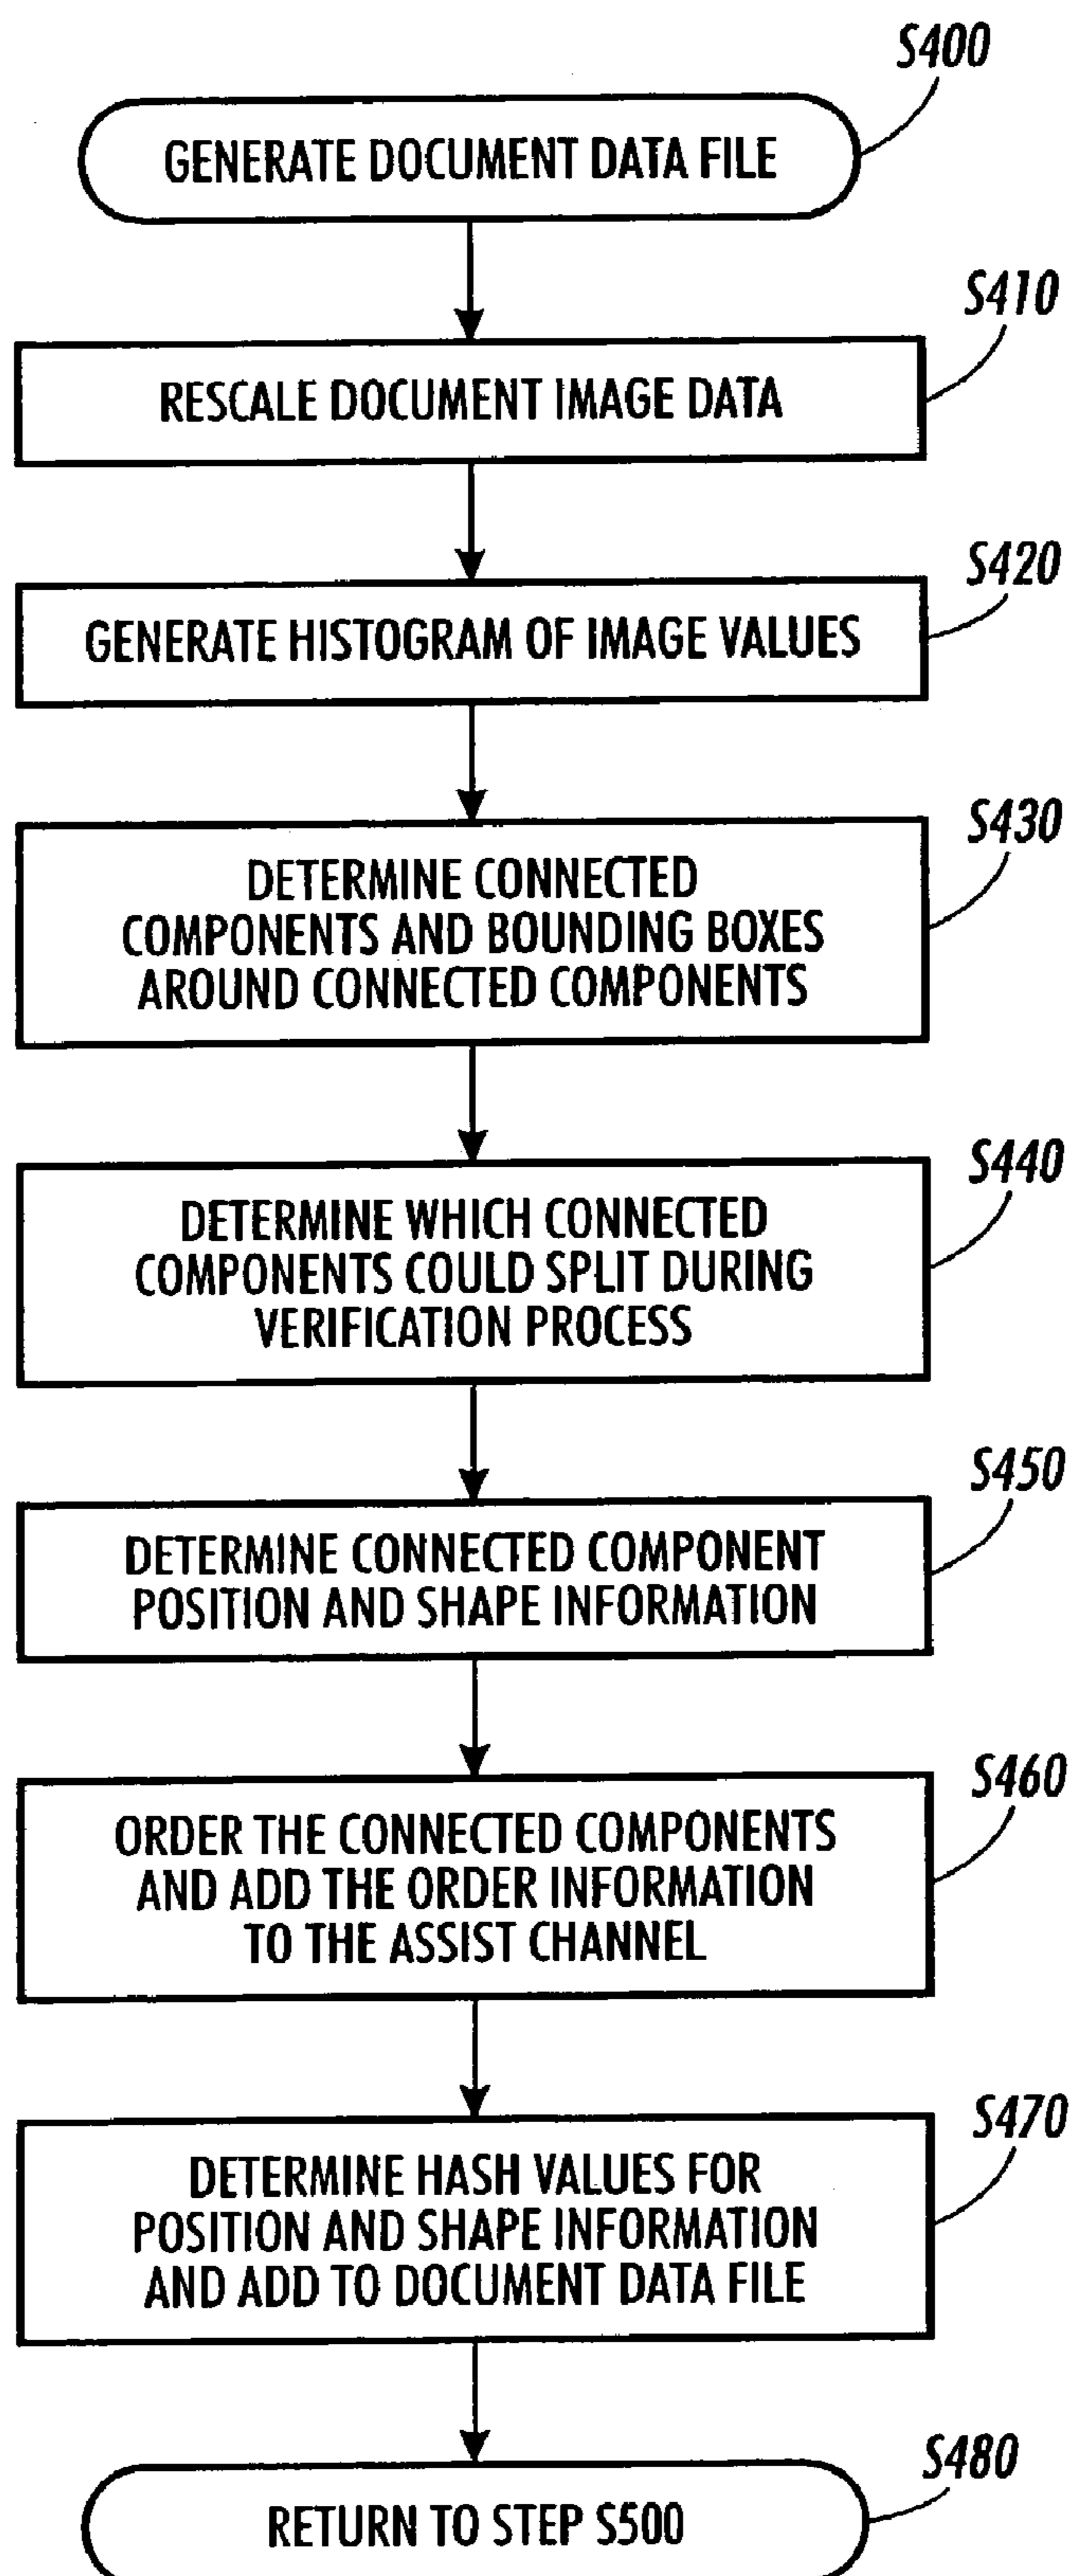 S400
GENERATE DOCUMENT DATA FILE
S410
RESCALE DOCUMENT IMAGE DATA
S420
GENERATE HISTOGRAM OF IMAGE VALUES
S430
DETERMINE CONNECTED
COMPONENTS AND BOUNDING BOXES
AROUND CONNECTED COMPONENTS
S440
DETERMINE WHICH CONNECTED
COMPONENTS COULD SPLIT DURING
VERIFICATION PROCESS
S450
DETERMINE CONNECTED COMPONENT
POSITION AND SHAPE INFORMATION
S460
ORDER THE CONNECTED COMPONENTS
AND ADD THE ORDER INFORMATION
TO THE ASSIST CHANNEL
S470
DETERMINE HASH VALUES FOR
POSITION AND SHAPE INFORMATION
AND ADD TO DOCUMENT DATA FILE
S480
RETURN TO STEP S500